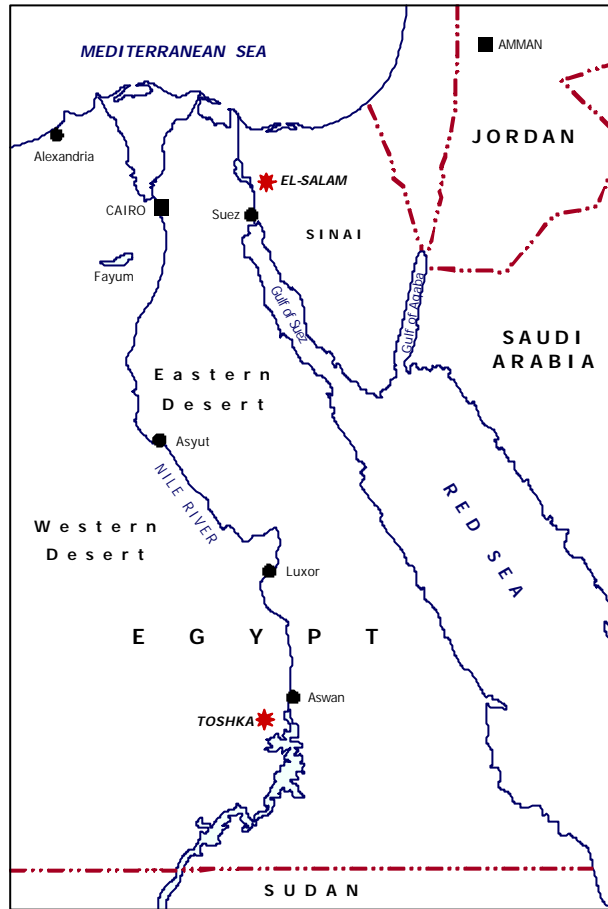 MEDITERRANEAN SEA
AMMAN
JORDAN
Alexandria
EL-SALAM
CAIRO
Suez
SINAI
Fayum
Gulf of Suez
Gulf of Aqaba
SAUDI
ARABIA
Eastern
Desert
Asyut
NILE RIVER
RED SEA
Western
Desert
Luxor
EGYPT
Aswan
TOSHKA
SUDAN